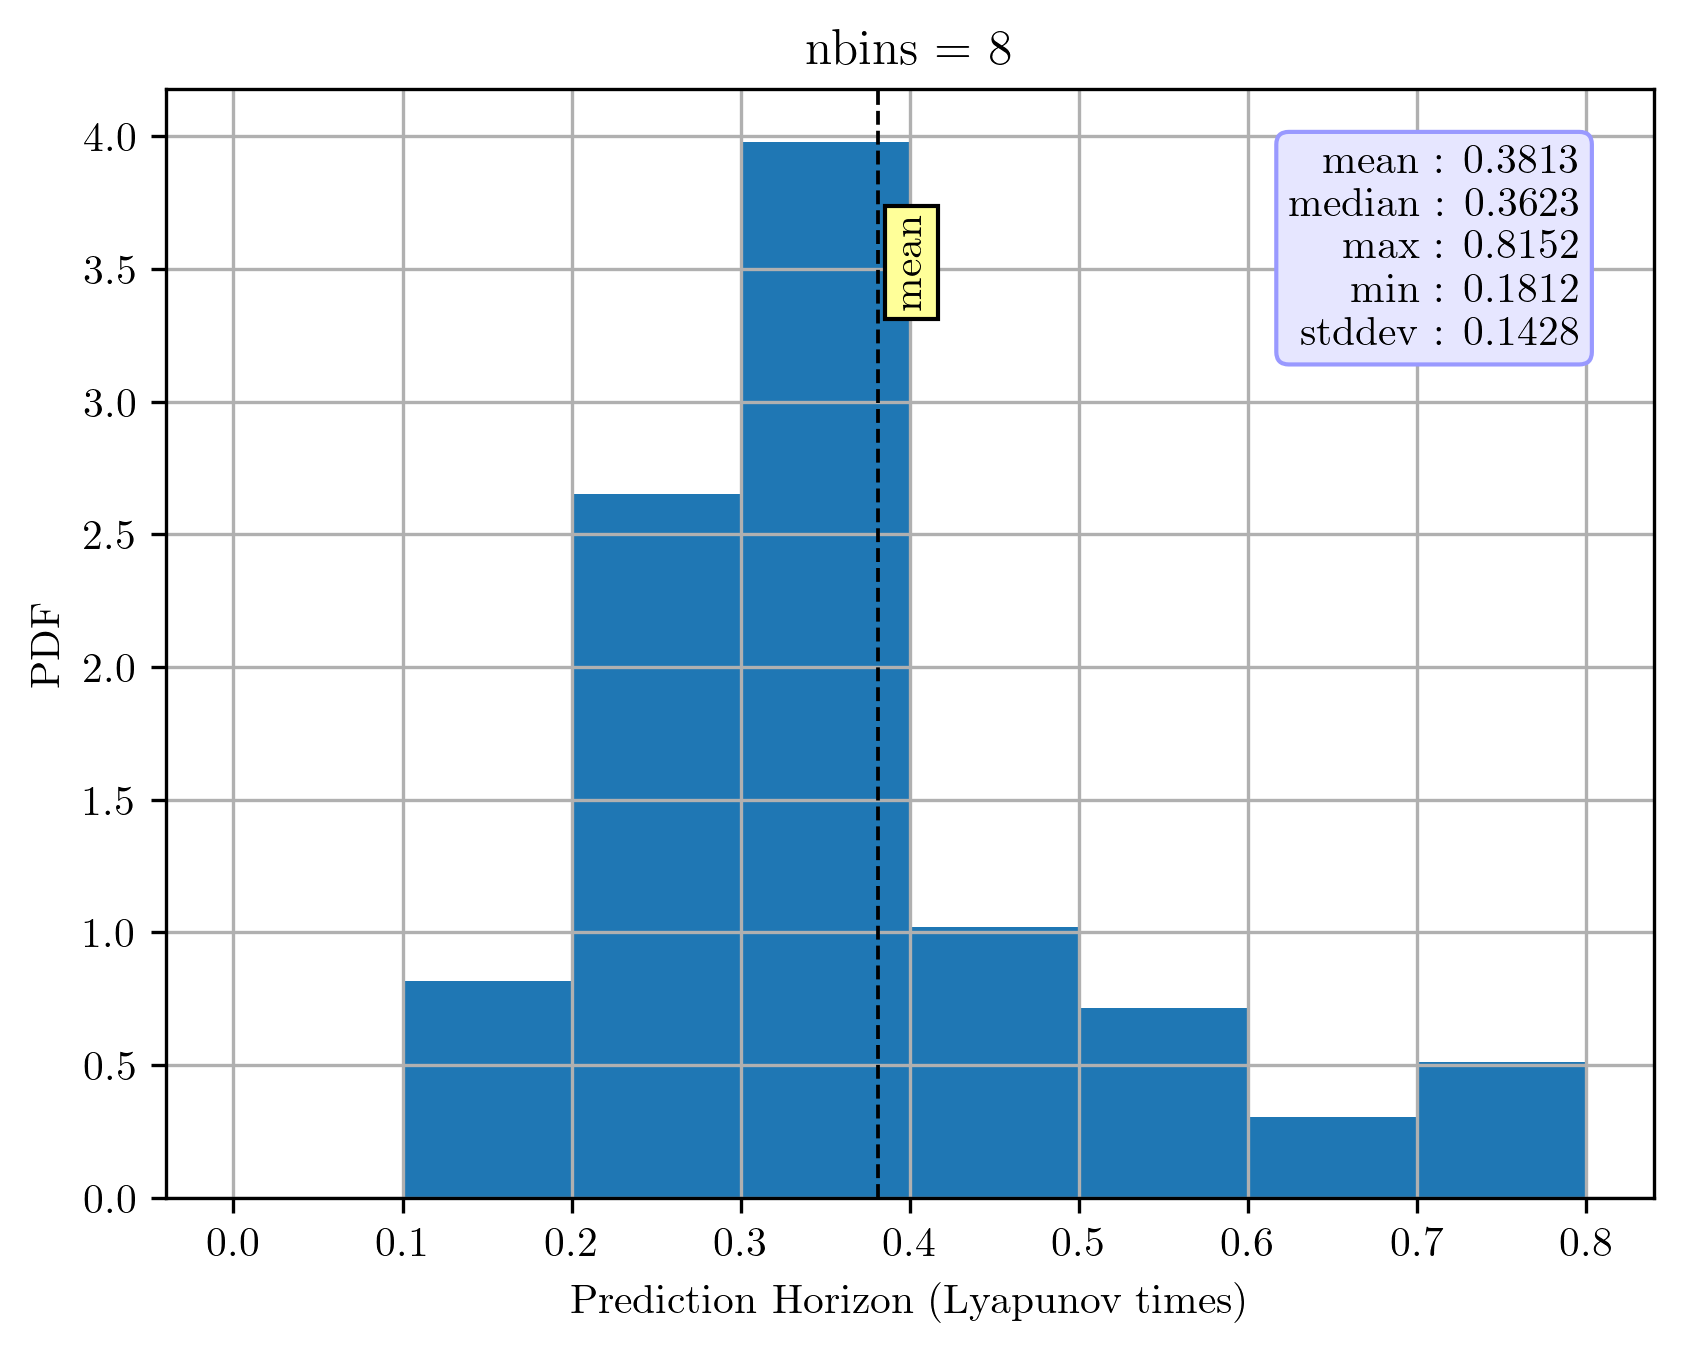 nbins = 8
4.0
3.5
3.0
2.5
2.0
1.5
1.0
0.5
0.0
PDF
mean
mean : 0.3813
median : 0.3623
max : 0.8152
min : 0.1812
stddev : 0.1428
0.0 0.1 0.2 0.3 0.4 0.5 0.6 0.7 0.8
Prediction Horizon (Lyapunov times)